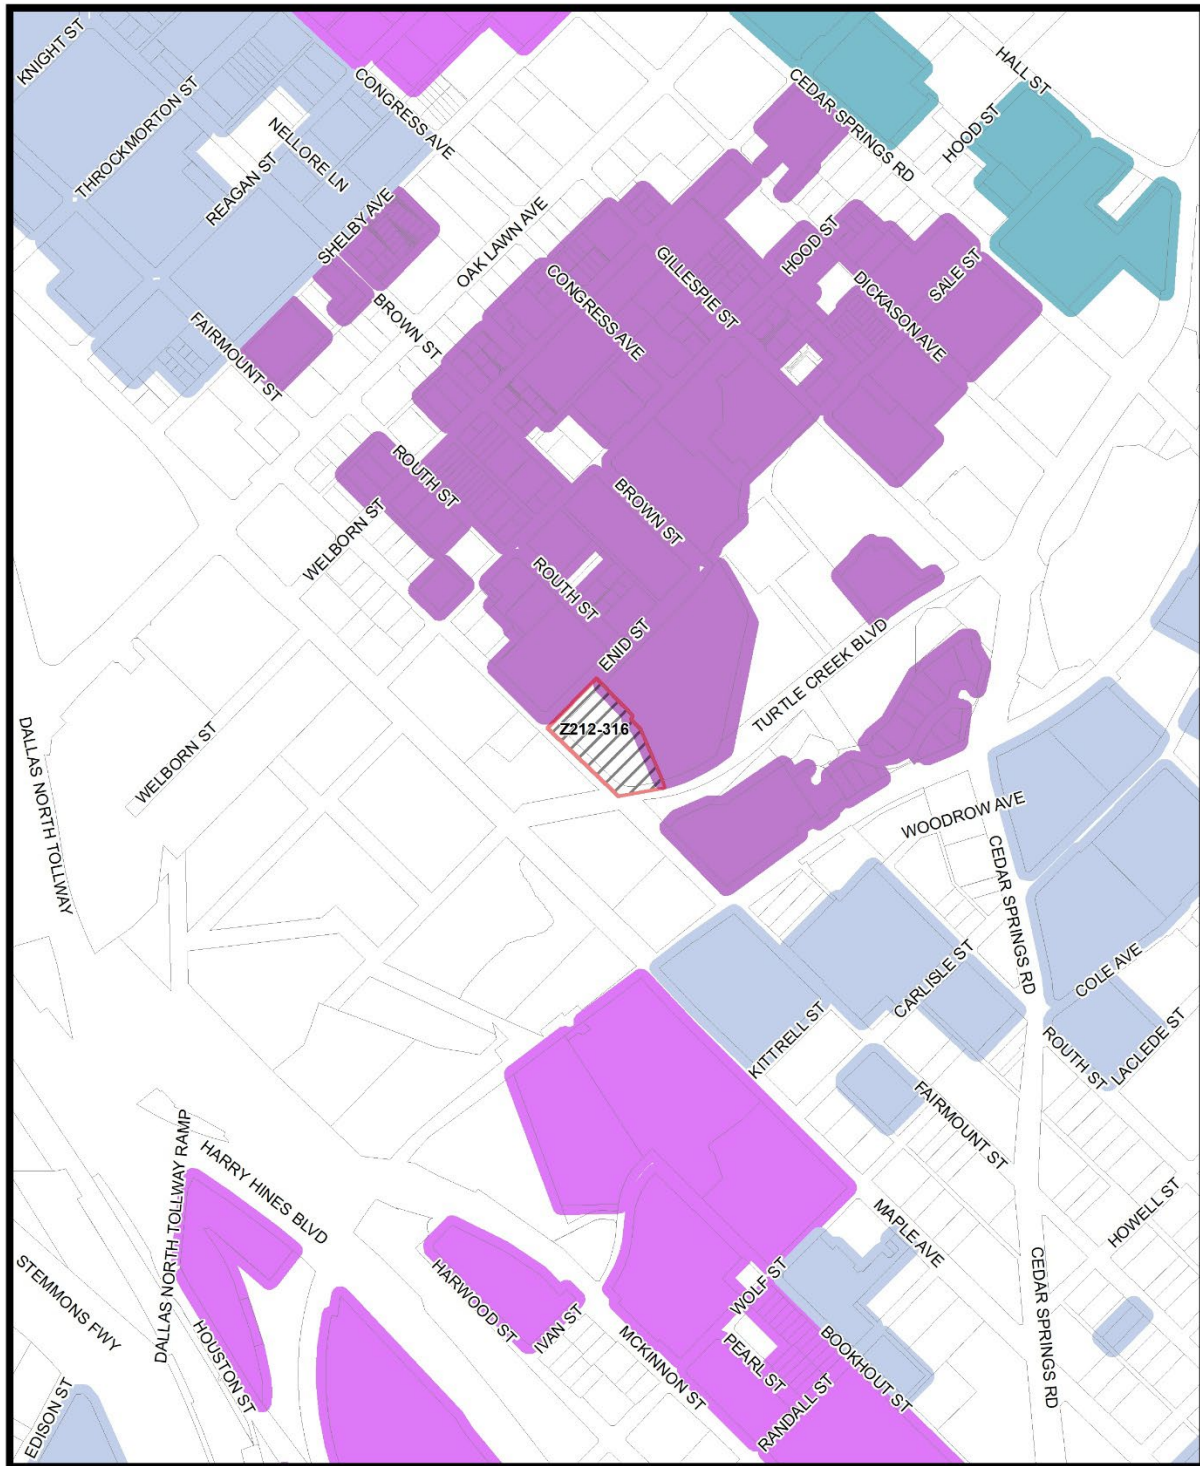 KNIGHT ST
THROCKMORTON ST
NELLORE LN
REAGAN ST
CONGRESS AVE
SHELBY AVE
OAK LAWN AVE
BROWN ST
FAIRMOUNT ST
CEDAR SPRINGS RD
HALL ST
HOOD ST
HOOD ST
GILLESPIE ST
CONGRESS AVE
DICKASON AVE
SALE ST
ROUTH ST
WELBORN ST
BROWN ST
ROUTH ST
ENID ST
TURTLE CREEK BLVD
Z212-316
WELBORN ST
DALLAS NORTH TOLLWAY
WOODROW AVE
CEDAR SPRINGS RD
COLE AVE
CARLISLE ST
KITTRELL ST
ROUTH ST
LACLEDE ST
FAIRMOUNT ST
DALLAS NORTH TOLLWAY RAMP
HARRY HINES BLVD
MAPLE AVE
HOWELL ST
STEMMONS FWY
HOUSTON ST
HARWOOD ST
IVAN ST
WOLF ST
MCKINNON ST
PEARL ST
BOOKHOUT ST
RANDALL ST
CEDAR SPRINGS RD
EDISON ST